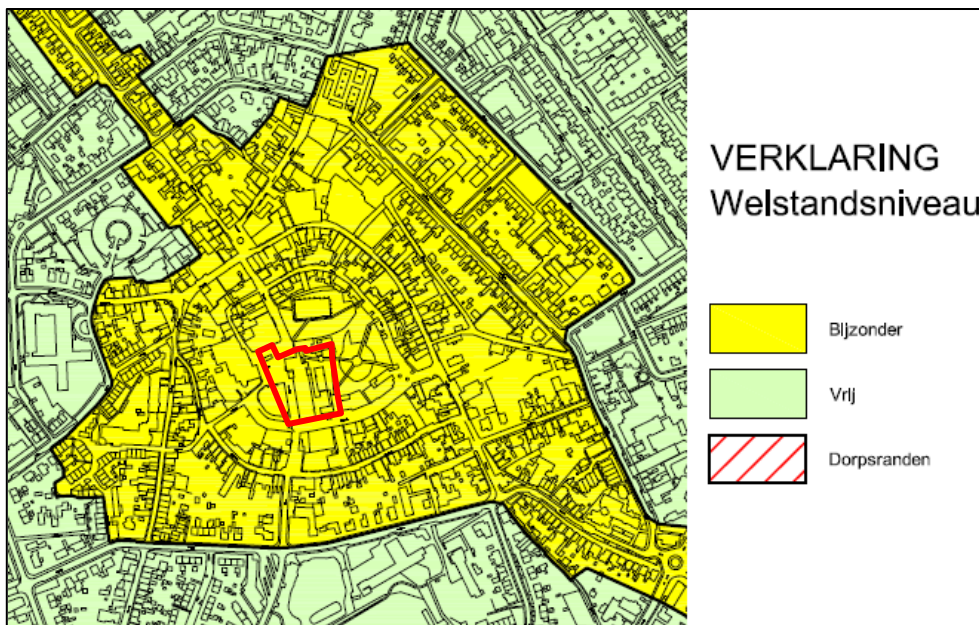 VERKLARING
Welstandsniveau
Bijzonder
Vrij
Dorpsranden